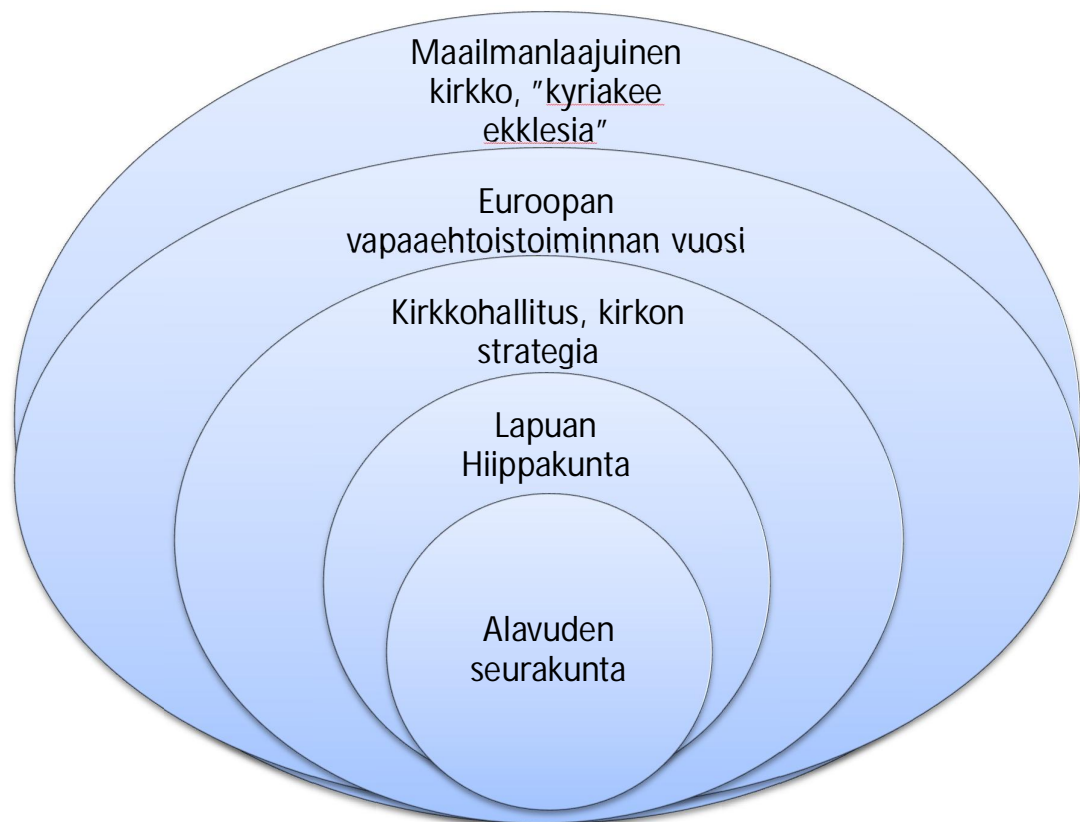 Maailmanlaajuinen
kirkko, ”kyriakee
ekklesia”
Euroopan
vapaaehtoistoiminnan vuosi
Kirkkohallitus, kirkon
strategia
Lapuan
Hiippakunta
Alavuden
seurakunta